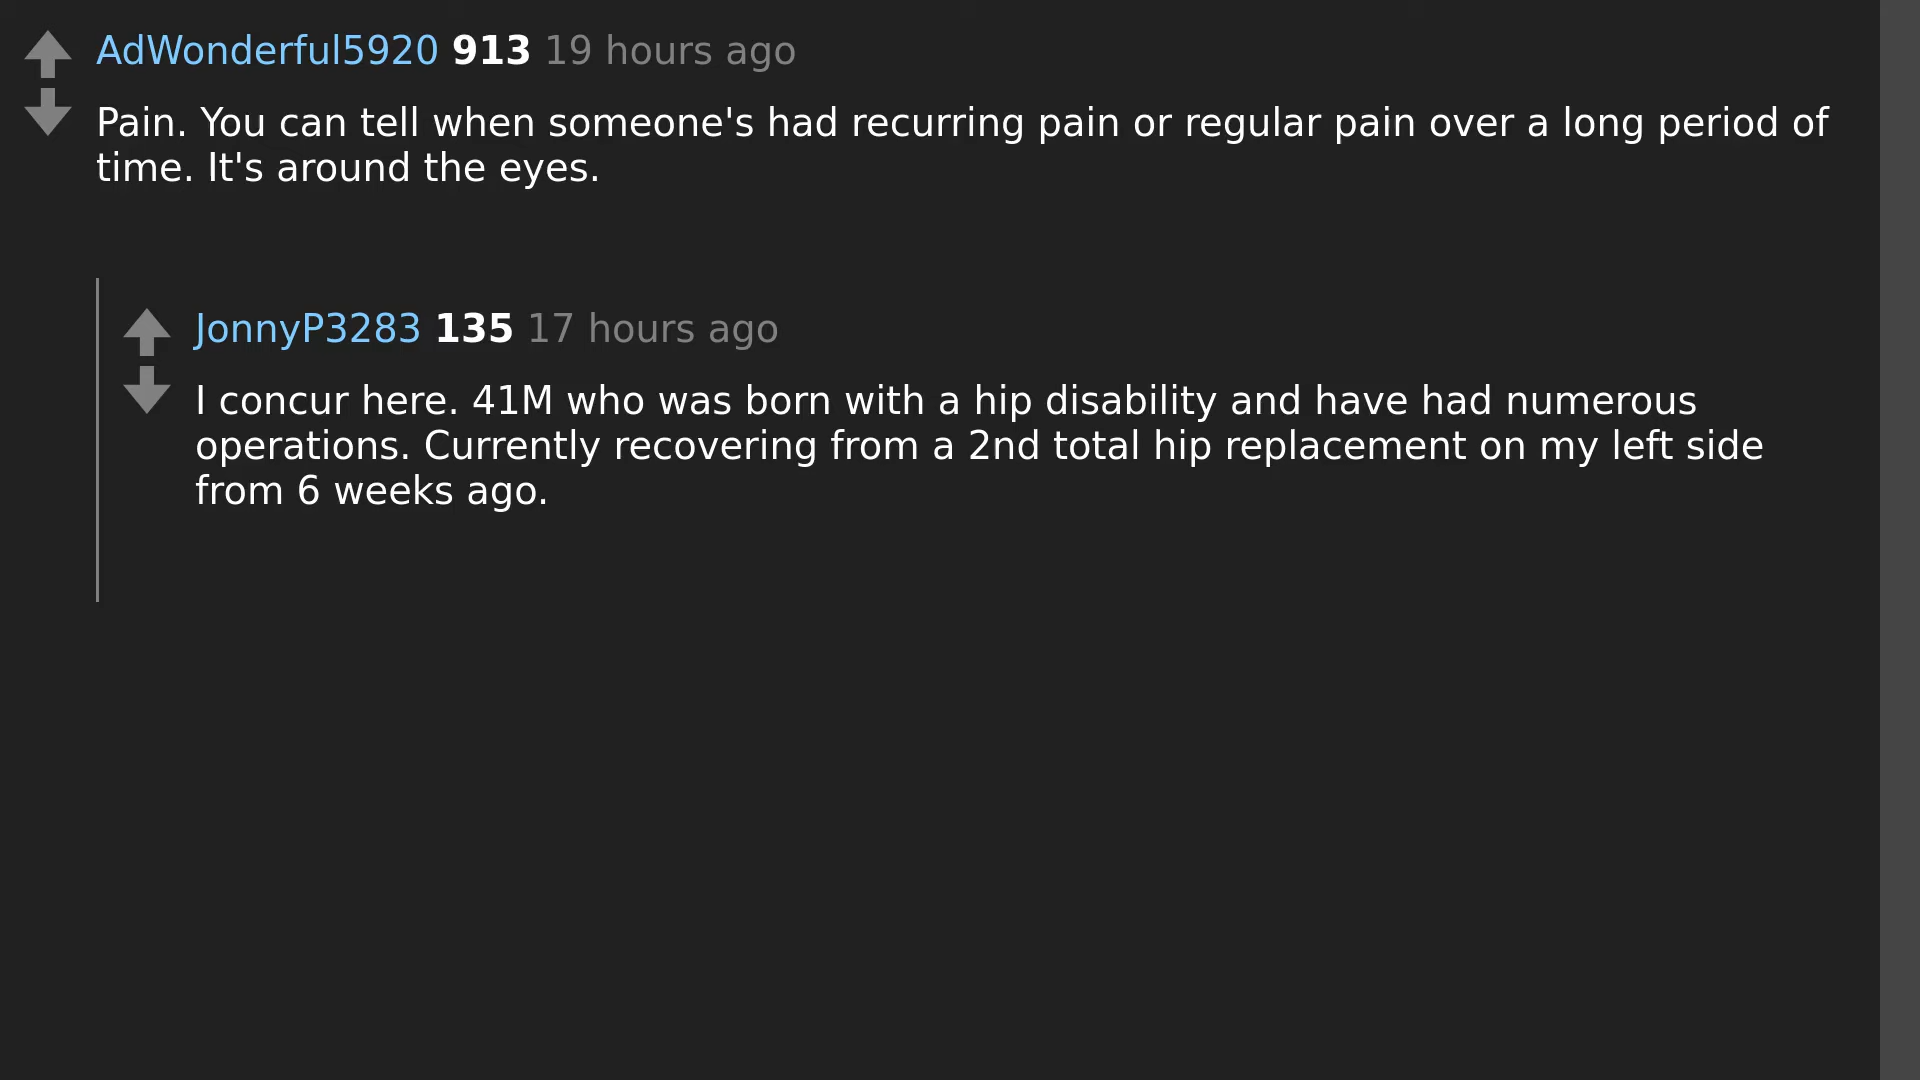 AdWonderful5920 913 19 hours ago
Pain. You can tell when someone's had recurring pain or regular pain over a long period of
time. It's around the eyes.
JonnyP3283 135 17 hours ago
I concur here. 41M who was born with a hip disability and have had numerous
operations. Currently recovering from a 2nd total hip replacement on my left side
from 6 weeks ago.